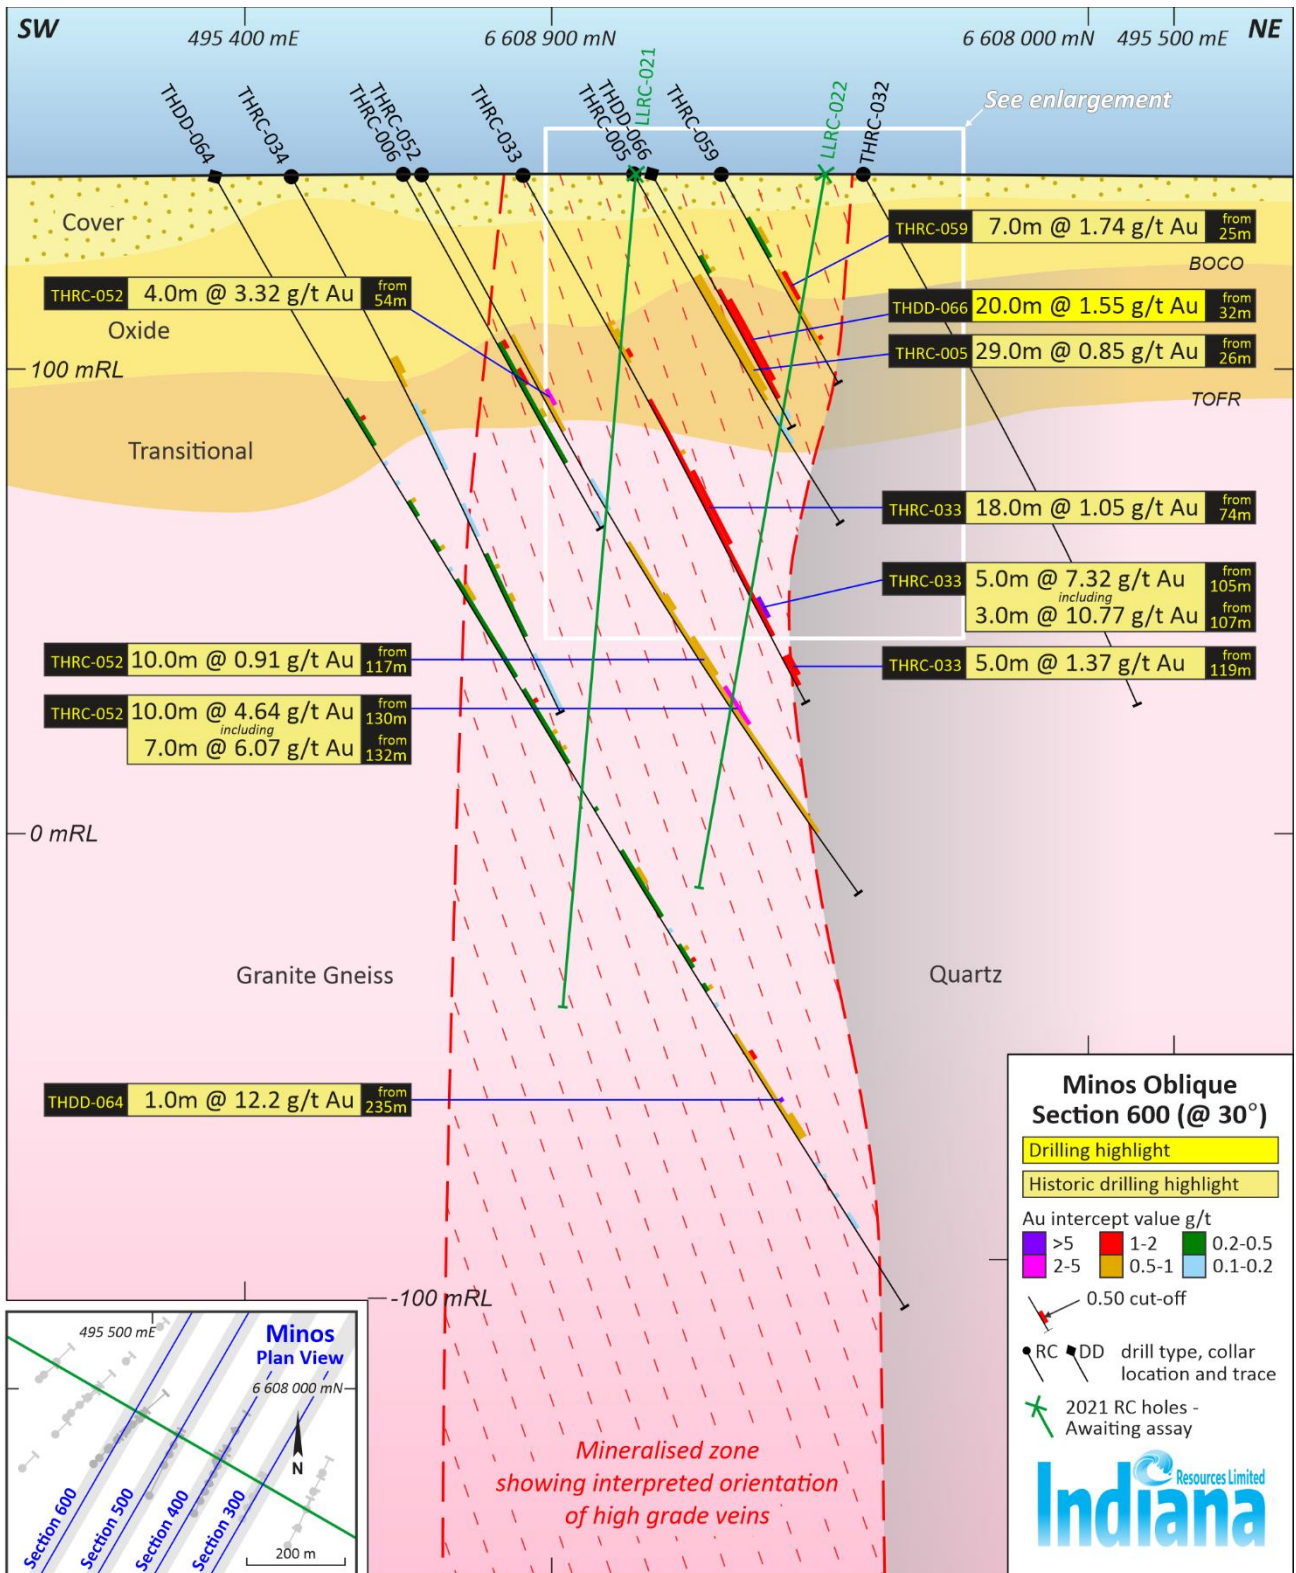 SW
495 400 mE
6 608 900 mN
6 608 000 mN
495 500 mE
NE
THDD-064
THRC-034
THRC-006
THRC-052
THRC-033
THRC-005
THDD-066
LLRC-021
THRC-059
LLRC-022
THRC-032
See enlargement
Cover
THRC-059 7.0m @ 1.74 g/t Au from 25m
BOCO
THRC-052 4.0m @ 3.32 g/t Au from 54m
THDD-066 20.0m @ 1.55 g/t Au from 32m
Oxide
THRC-005 29.0m @ 0.85 g/t Au from 26m
100 mRL
TOFR
Transitional
THRC-033 18.0m @ 1.05 g/t Au from 74m
THRC-033 5.0m @ 7.32 g/t Au from 105m
including
3.0m @ 10.77 g/t Au from 107m
THRC-052 10.0m @ 0.91 g/t Au from 117m
THRC-033 5.0m @ 1.37 g/t Au from 119m
THRC-052 10.0m @ 4.64 g/t Au from 130m
including
7.0m @ 6.07 g/t Au from 132m
0 mRL
Granite Gneiss
Quartz
THDD-064 1.0m @ 12.2 g/t Au from 235m
-100 mRL
Mineralised zone
showing interpreted orientation
of high grade veins
Minos Oblique
Section 600 (@ 30°)
Drilling highlight
Historic drilling highlight
Au intercept value g/t
>5 1-2 0.2-0.5
2-5 0.5-1 0.1-0.2
0.50 cut-off
RC DD drill type, collar
location and trace
2021 RC holes -
Awaiting assay
Indiana Resources Limited
495 500 mE
Minos
Plan View
6 608 000 mN
N
Section 600
Section 500
Section 400
Section 300
200 m